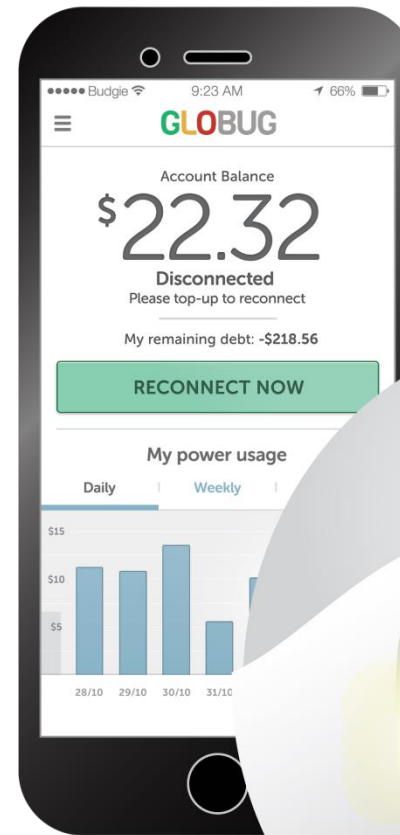 Budgie 9:23 AM 66%
GLOBUG
Account Balance
$22.32
Disconnected
Please top-up to reconnect
My remaining debt: -$218.56
RECONNECT NOW
My power usage
Daily Weekly
$15
$10
$5
28/10 29/10 30/10 31/10